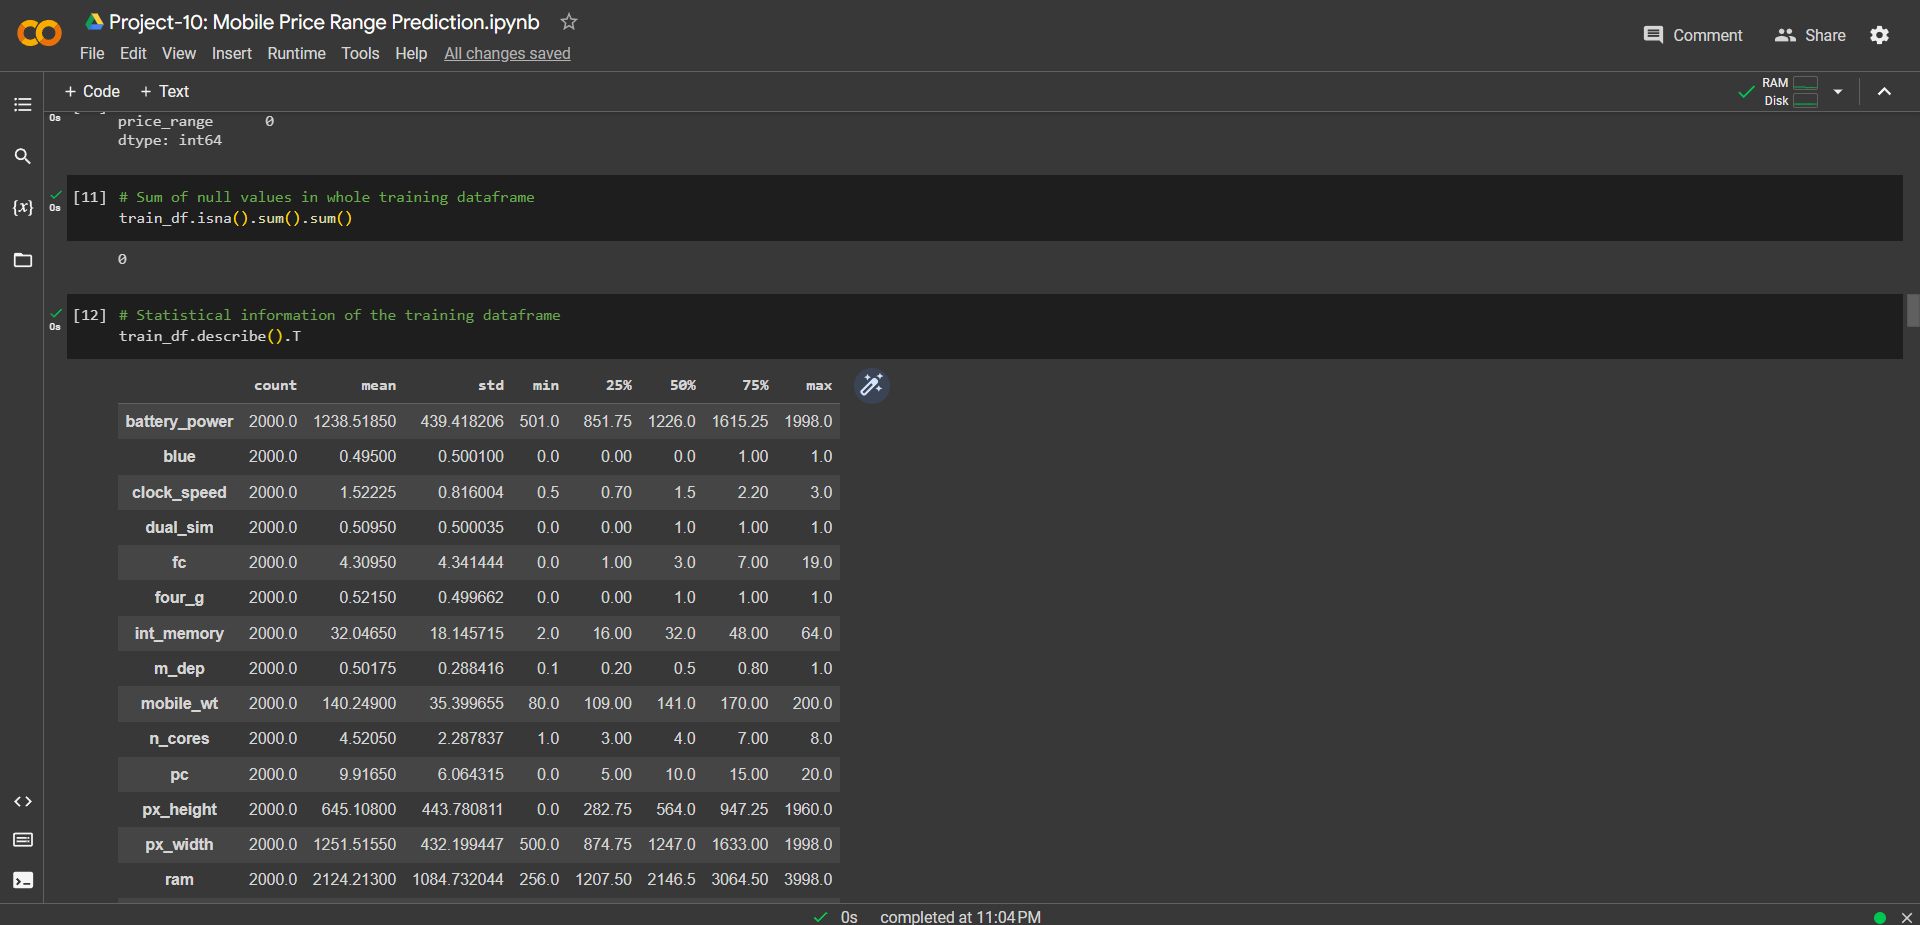 Project-10: Mobile Price Range Prediction.ipynb
Comment Share
File Edit View Insert Runtime Tools Help All changes saved
+ Code + Text
RAM
Disk
0s
price_range 0
dtype: int64
{x}
0s
[11] # Sum of null values in whole training dataframe
train_df.isna().sum().sum()
0
0s
[12] # Statistical information of the training dataframe
train_df.describe().T
count mean std min 25% 50% 75% max
battery_power 2000.0 1238.51850 439.418206 501.0 851.75 1226.0 1615.25 1998.0
blue 2000.0 0.49500 0.500100 0.0 0.00 0.0 1.00 1.0
clock_speed 2000.0 1.52225 0.816004 0.5 0.70 1.5 2.20 3.0
dual_sim 2000.0 0.50950 0.500035 0.0 0.00 1.0 1.00 1.0
fc 2000.0 4.30950 4.341444 0.0 1.00 3.0 7.00 19.0
four_g 2000.0 0.52150 0.499662 0.0 0.00 1.0 1.00 1.0
int_memory 2000.0 32.04650 18.145715 2.0 16.00 32.0 48.00 64.0
m_dep 2000.0 0.50175 0.288416 0.1 0.20 0.5 0.80 1.0
mobile_wt 2000.0 140.24900 35.399655 80.0 109.00 141.0 170.00 200.0
n_cores 2000.0 4.52050 2.287837 1.0 3.00 4.0 7.00 8.0
pc 2000.0 9.91650 6.064315 0.0 5.00 10.0 15.00 20.0
px_height 2000.0 645.10800 443.780811 0.0 282.75 564.0 947.25 1960.0
px_width 2000.0 1251.51550 432.199447 500.0 874.75 1247.0 1633.00 1998.0
ram 2000.0 2124.21300 1084.732044 256.0 1207.50 2146.5 3064.50 3998.0
0s completed at 11:04 PM